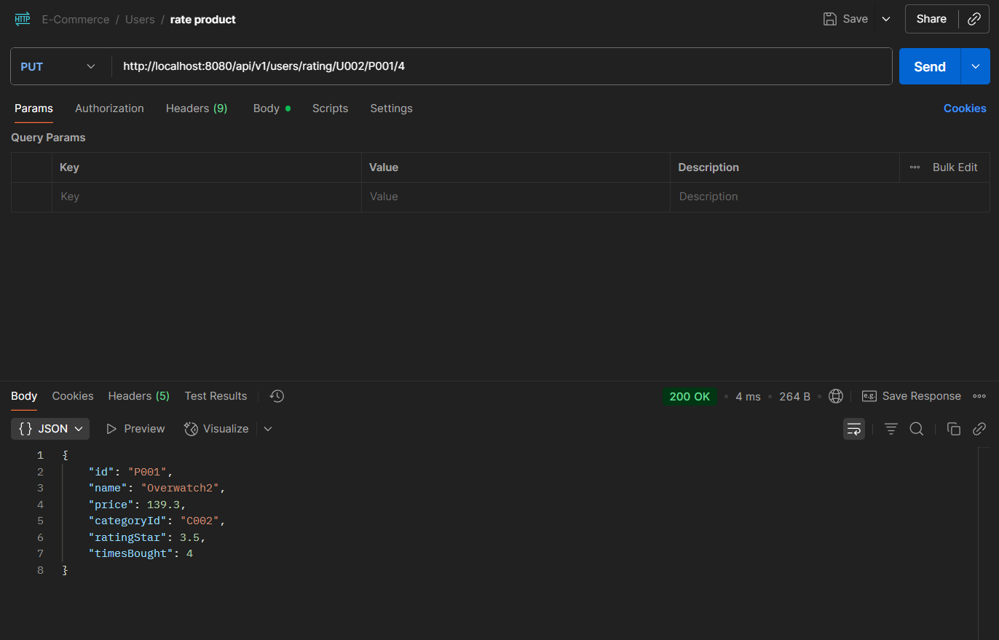 HTTP E-Commerce / Users / rate product Save Share
PUT http://localhost:8080/api/v1/users/rating/U002/P001/4 Send
Params Authorization Headers (9) Body Scripts Settings Cookies
Query Params
Key Value Description Bulk Edit
Key Value Description
Body Cookies Headers (5) Test Results 200 OK 4 ms 264 B e.g. Save Response
{} JSON Preview Visualize
1 {
2 "id": "P001",
3 "name": "Overwatch2",
4 "price": 139.3,
5 "categoryId": "C002",
6 "ratingStar": 3.5,
7 "timesBought": 4
8 }